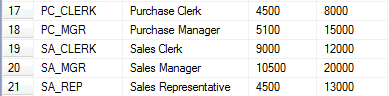 17 PC_CLERK Purchase Clerk 4500 8000
18 PC_MGR Purchase Manager 5100 15000
19 SA_CLERK Sales Clerk 9000 12000
20 SA_MGR Sales Manager 10500 20000
21 SA_REP Sales Representative 4500 13000